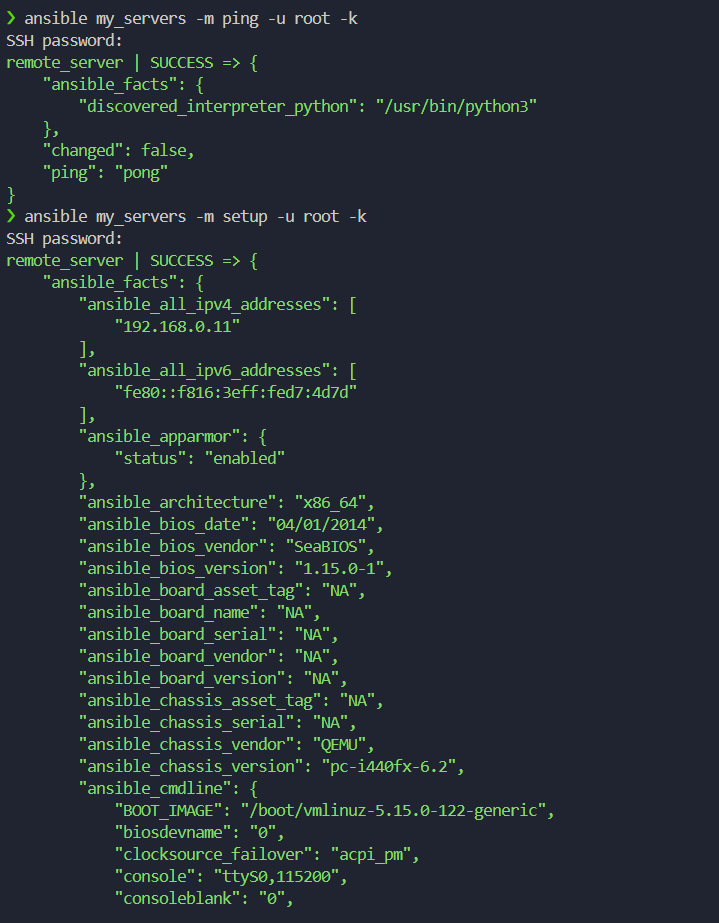 ❯ ansible my_servers -m ping -u root -k
SSH password:
remote_server | SUCCESS => {
    "ansible_facts": {
        "discovered_interpreter_python": "/usr/bin/python3"
    },
    "changed": false,
    "ping": "pong"
}
❯ ansible my_servers -m setup -u root -k
SSH password:
remote_server | SUCCESS => {
    "ansible_facts": {
        "ansible_all_ipv4_addresses": [
            "192.168.0.11"
        ],
        "ansible_all_ipv6_addresses": [
            "fe80::f816:3eff:fed7:4d7d"
        ],
        "ansible_apparmor": {
            "status": "enabled"
        },
        "ansible_architecture": "x86_64",
        "ansible_bios_date": "04/01/2014",
        "ansible_bios_vendor": "SeaBIOS",
        "ansible_bios_version": "1.15.0-1",
        "ansible_board_asset_tag": "NA",
        "ansible_board_name": "NA",
        "ansible_board_serial": "NA",
        "ansible_board_vendor": "NA",
        "ansible_board_version": "NA",
        "ansible_chassis_asset_tag": "NA",
        "ansible_chassis_serial": "NA",
        "ansible_chassis_vendor": "QEMU",
        "ansible_chassis_version": "pc-i440fx-6.2",
        "ansible_cmdline": {
            "BOOT_IMAGE": "/boot/vmlinuz-5.15.0-122-generic",
            "biosdevname": "0",
            "clocksource_failover": "acpi_pm",
            "console": "ttyS0,115200",
            "consoleblank": "0",